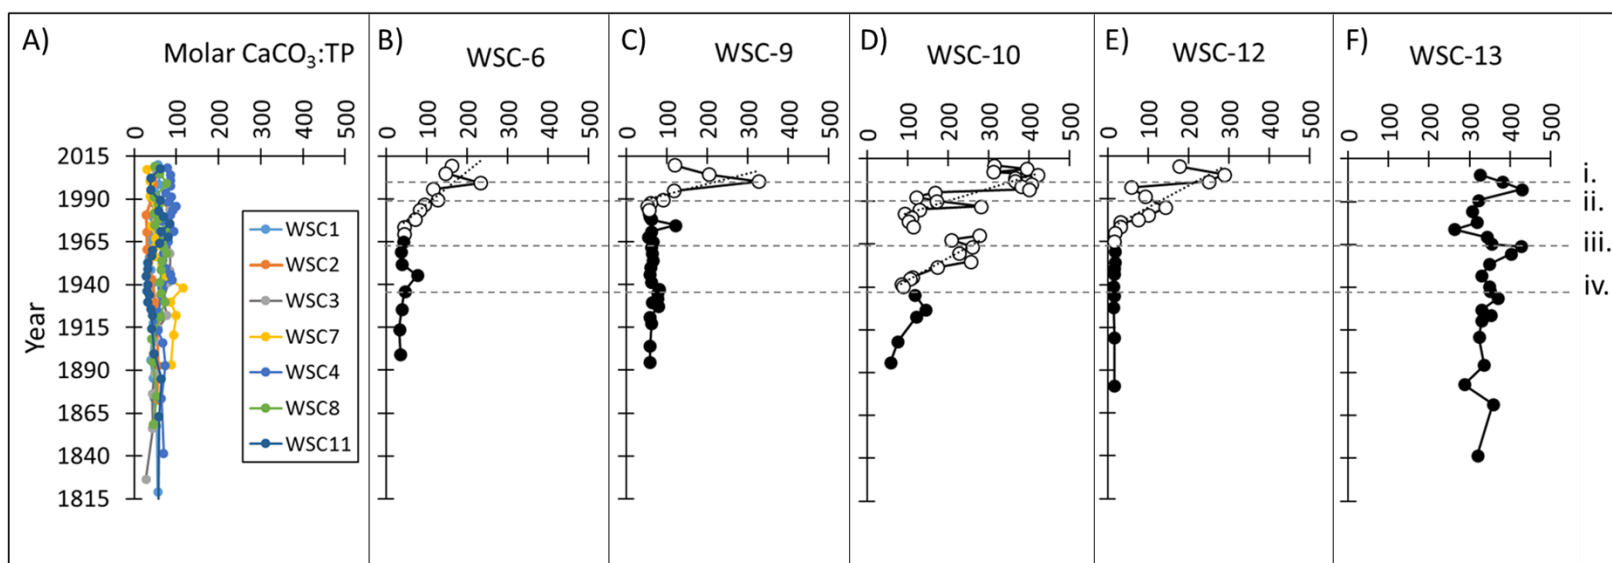 A)
Molar CaCO₃:TP
0 100 200 300 400 500
Year
2015
1990
1965
1940
1915
1890
1865
1840
1815
WSC1
WSC2
WSC3
WSC7
WSC4
WSC8
WSC11
B)
WSC-6
0 100 200 300 400 500
C)
WSC-9
0 100 200 300 400 500
D)
WSC-10
0 100 200 300 400 500
E)
WSC-12
0 100 200 300 400 500
F)
WSC-13
0 100 200 300 400 500
i.
ii.
iii.
iv.